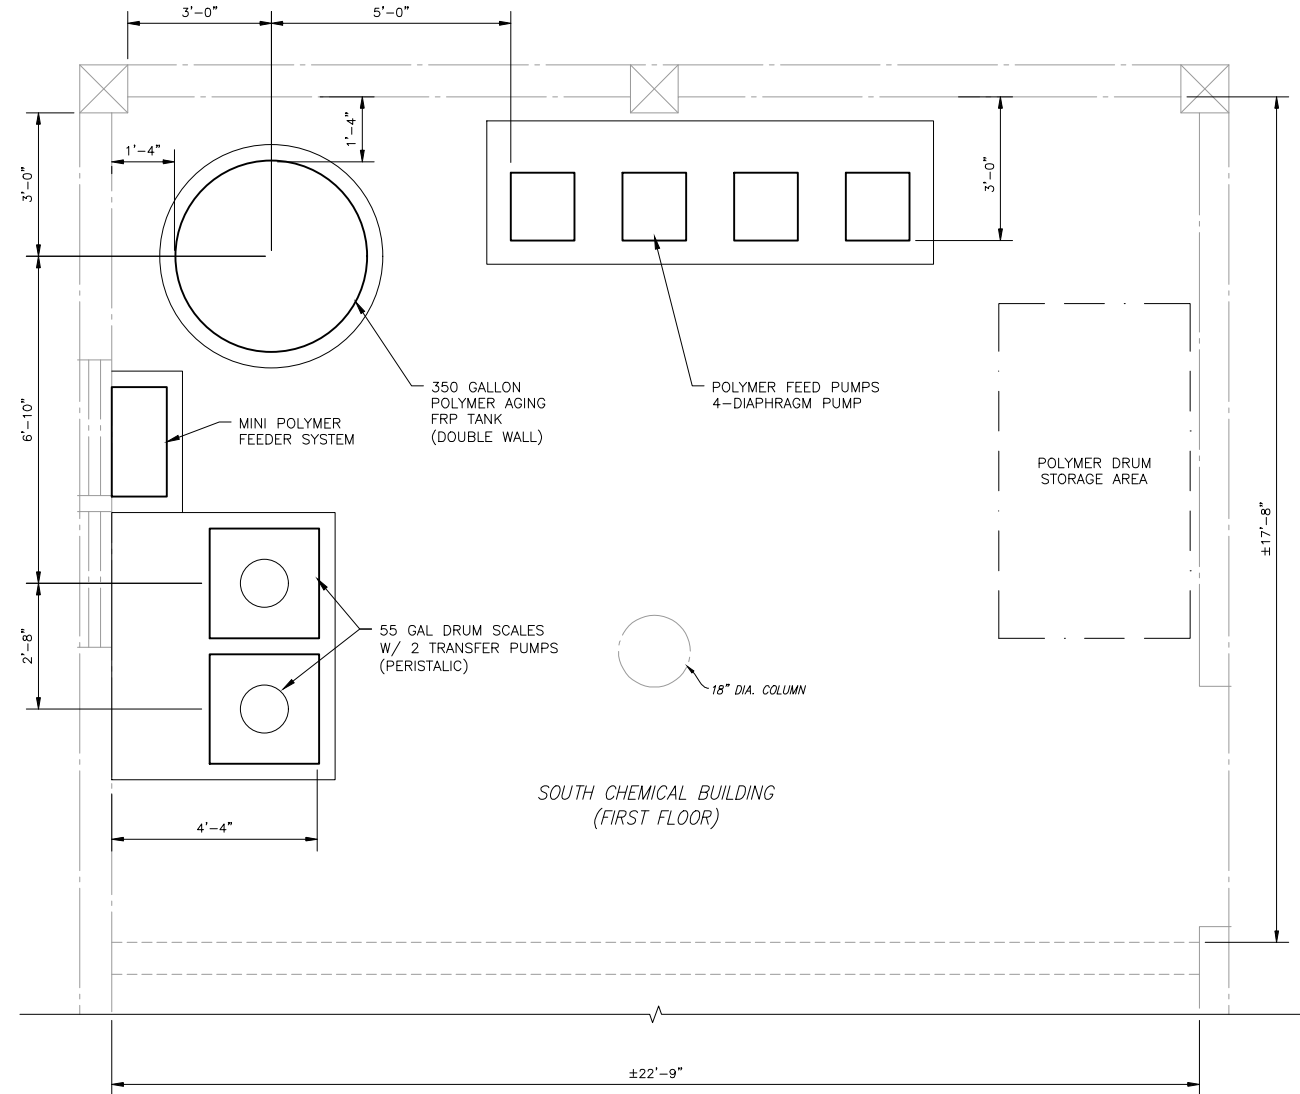 3'-0"
5'-0"
1'-4"
1'-4"
3'-0"
3'-0"
350 GALLON
POLYMER AGING
FRP TANK
(DOUBLE WALL)
POLYMER FEED PUMPS
4-DIAPHRAGM PUMP
MINI POLYMER
FEEDER SYSTEM
6'-10"
POLYMER DRUM
STORAGE AREA
±17'-8"
2'-8"
55 GAL DRUM SCALES
W/ 2 TRANSFER PUMPS
(PERISTALIC)
18" DIA. COLUMN
SOUTH CHEMICAL BUILDING
(FIRST FLOOR)
4'-4"
±22'-9"